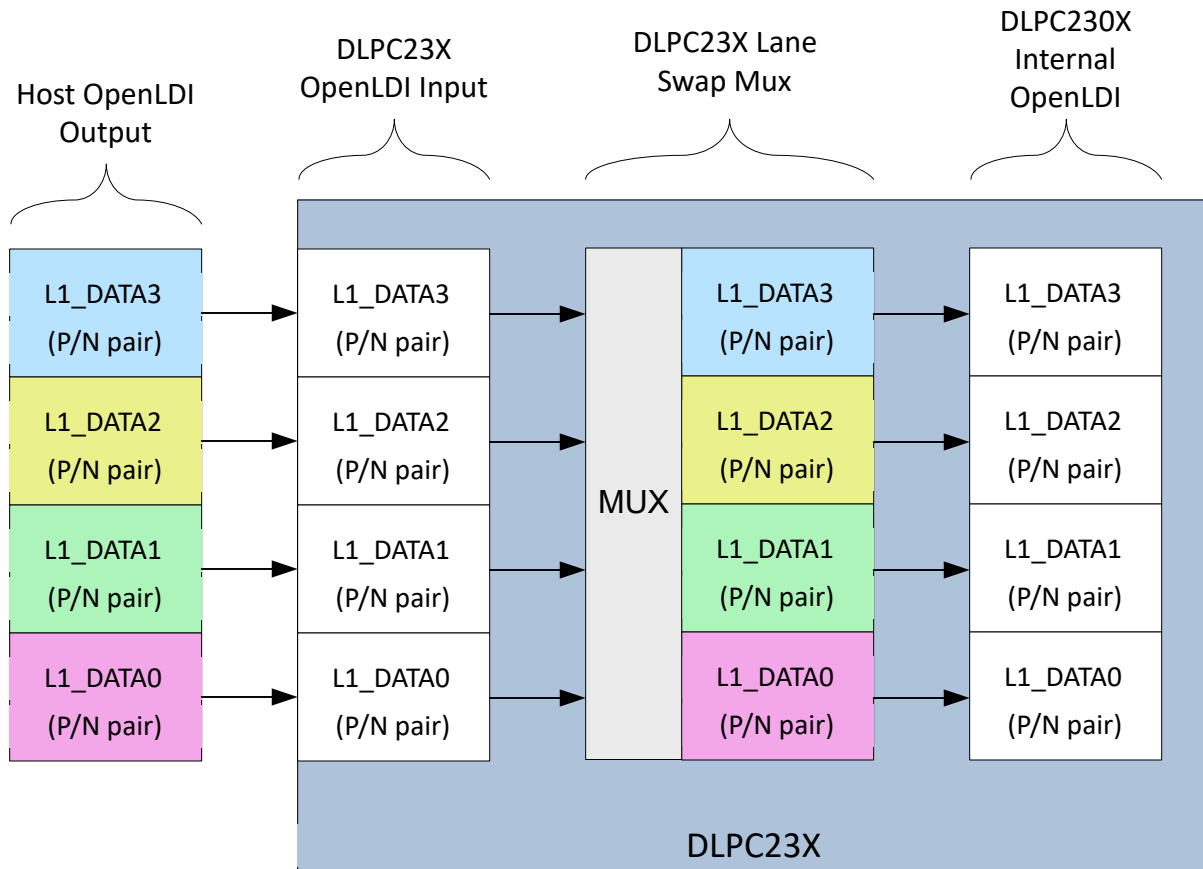 Host OpenLDI
Output
DLPC23X
OpenLDI Input
DLPC23X Lane
Swap Mux
DLPC230X
Internal
OpenLDI
L1_DATA3
(P/N pair)
L1_DATA2
(P/N pair)
L1_DATA1
(P/N pair)
L1_DATA0
(P/N pair)
L1_DATA3
(P/N pair)
L1_DATA2
(P/N pair)
L1_DATA1
(P/N pair)
L1_DATA0
(P/N pair)
MUX
L1_DATA3
(P/N pair)
L1_DATA2
(P/N pair)
L1_DATA1
(P/N pair)
L1_DATA0
(P/N pair)
L1_DATA3
(P/N pair)
L1_DATA2
(P/N pair)
L1_DATA1
(P/N pair)
L1_DATA0
(P/N pair)
DLPC23X